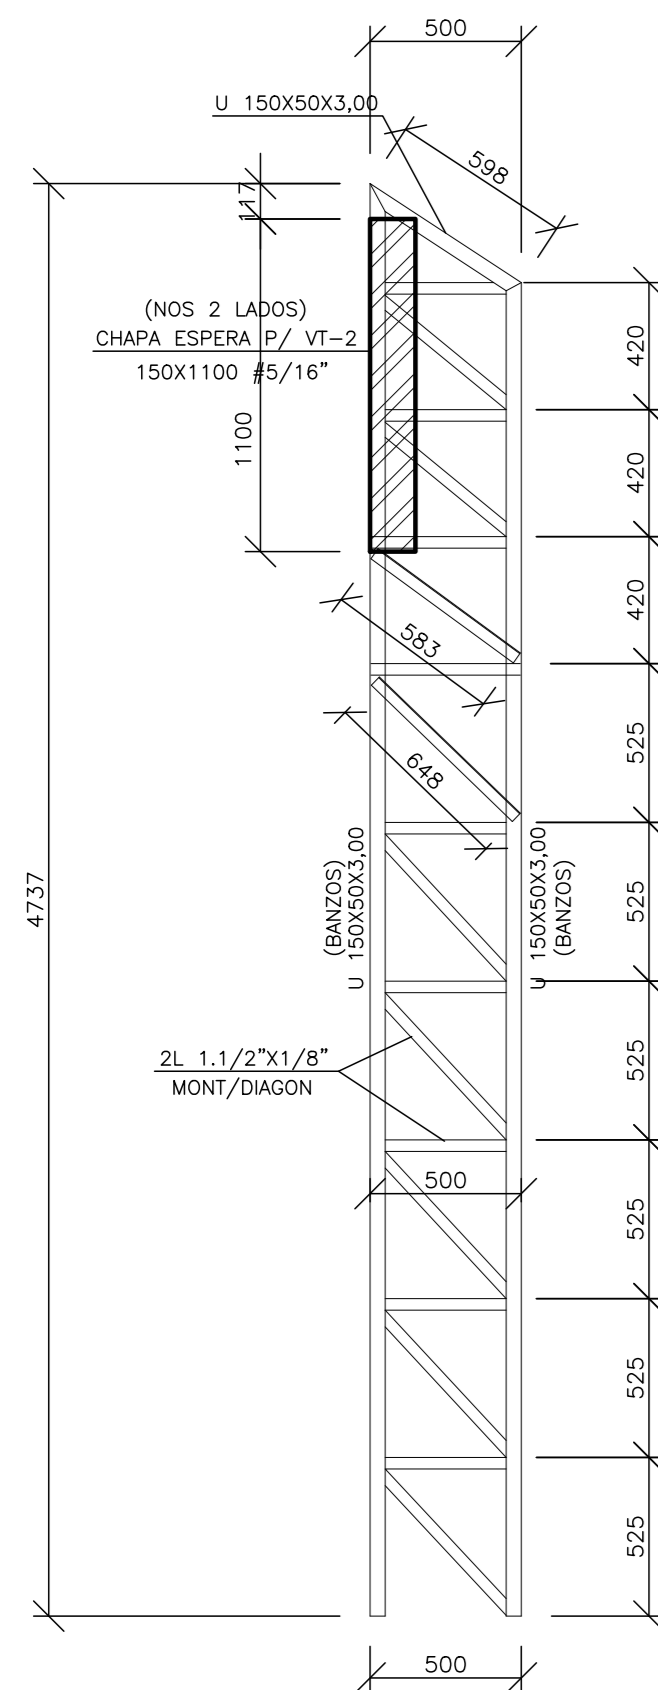 500
U 150X50X3,00
598
117
(NOS 2 LADOS)
CHAPA ESPERA P/ VT-2
150X1100 #5/16”
1100
420
420
420
583
648
525
4737
(BANZOS)
U 150X50X3,00
U 150X50X3,00
(BANZOS)
525
2L 1.1/2”X1/8”
MONT/DIAGON
525
500
525
525
525
500